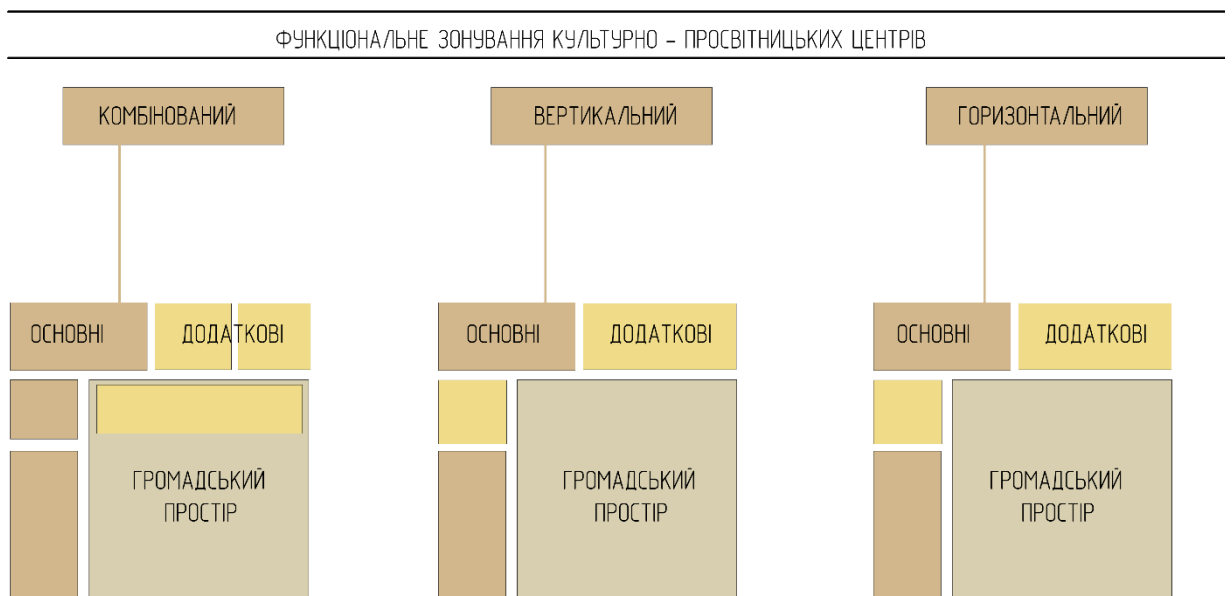 ФУНКЦІОНАЛЬНЕ ЗОНУВАННЯ КУЛЬТУРНО – ПРОСВІТНИЦЬКИХ ЦЕНТРІВ
КОМБІНОВАНИЙ
ВЕРТИКАЛЬНИЙ
ГОРИЗОНТАЛЬНИЙ
ОСНОВНІ
ДОДАТКОВІ
ОСНОВНІ
ДОДАТКОВІ
ОСНОВНІ
ДОДАТКОВІ
ГРОМАДСЬКИЙ
ПРОСТІР
ГРОМАДСЬКИЙ
ПРОСТІР
ГРОМАДСЬКИЙ
ПРОСТІР